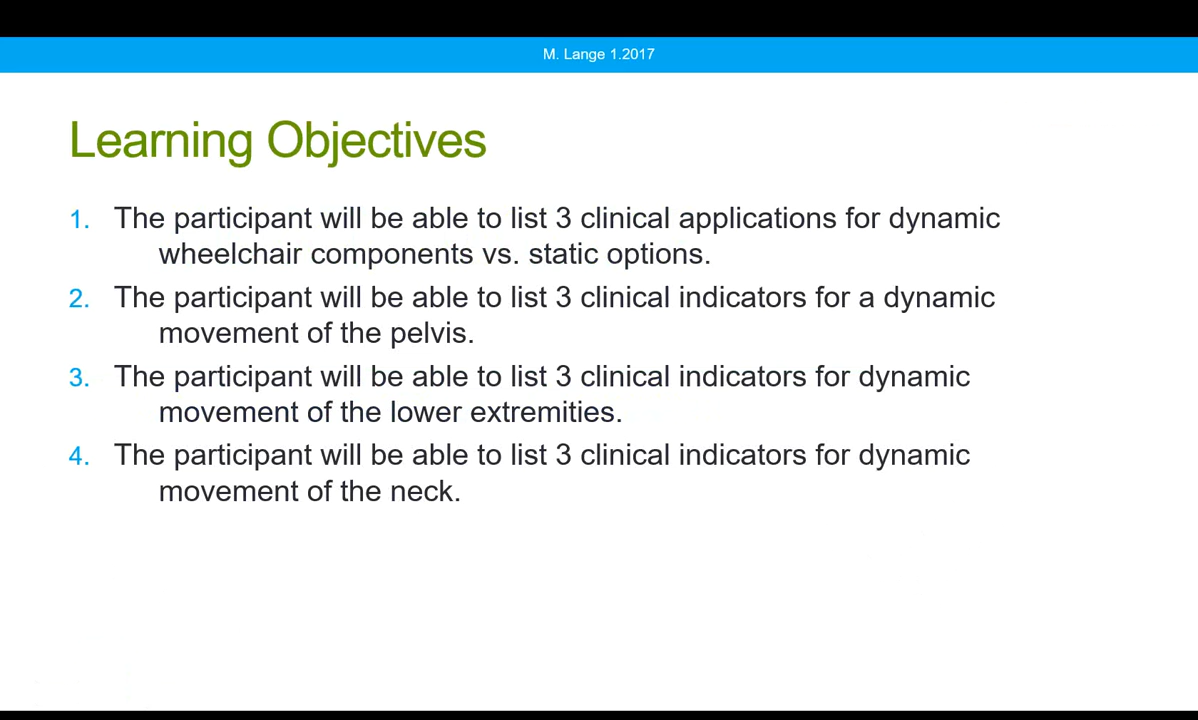 M. Lange 1.2017
Learning Objectives
1. The participant will be able to list 3 clinical applications for dynamic
wheelchair components vs. static options.
2. The participant will be able to list 3 clinical indicators for a dynamic
movement of the pelvis.
3. The participant will be able to list 3 clinical indicators for dynamic
movement of the lower extremities.
4. The participant will be able to list 3 clinical indicators for dynamic
movement of the neck.